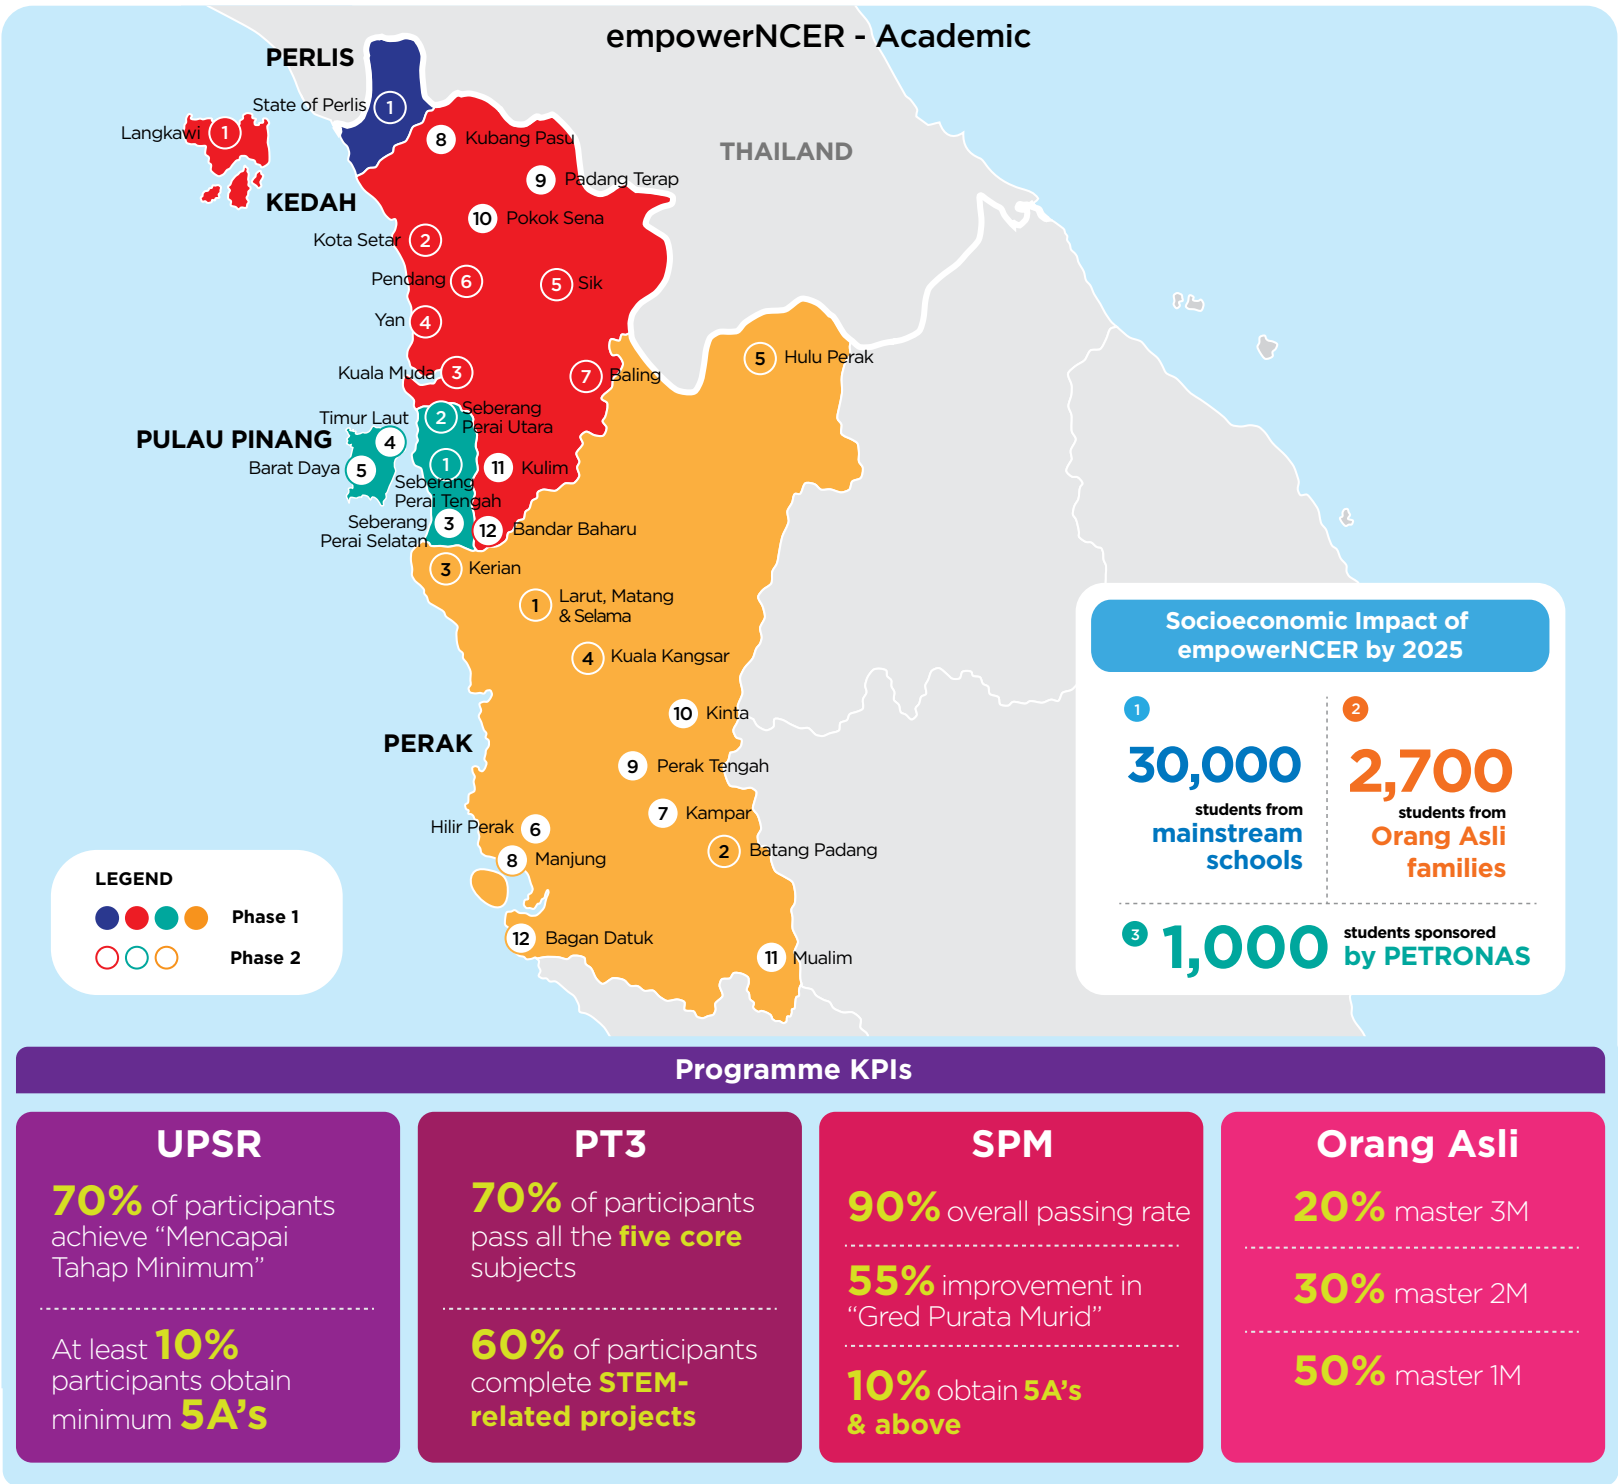 empowerNCER - Academic
PERLIS
State of Perlis
1
Langkawi
1
8
Kubang Pasu
THAILAND
9
Padang Terap
KEDAH
10
Pokok Sena
Kota Setar
2
Pendang
6
5
Sik
Yan
4
5
Hulu Perak
Kuala Muda
3
7
Baling
Timur Laut
2
Seberang
Perai Utara
PULAU PINANG
4
Barat Daya
5
1
11
Kulim
Seberang
Perai Tengah
Seberang
Perai Selatan
3
12
Bandar Baharu
3
Kerian
1
Larut, Matang
& Selama
4
Kuala Kangsar
10
Kinta
PERAK
9
Perak Tengah
7
Kampar
Hilir Perak
6
2
Batang Padang
8
Manjung
12
Bagan Datuk
11
Mualim
LEGEND
Phase 1
Phase 2
Socioeconomic Impact of
empowerNCER by 2025
1
30,000
students from
mainstream
schools
2
2,700
students from
Orang Asli
families
3
1,000
students sponsored
by PETRONAS
Programme KPIs
UPSR
70% of participants
achieve “Mencapai
Tahap Minimum”
At least 10%
participants obtain
minimum 5A’s
PT3
70% of participants
pass all the five core
subjects
60% of participants
complete STEM-
related projects
SPM
90% overall passing rate
55% improvement in
“Gred Purata Murid”
10% obtain 5A’s
& above
Orang Asli
20% master 3M
30% master 2M
50% master 1M